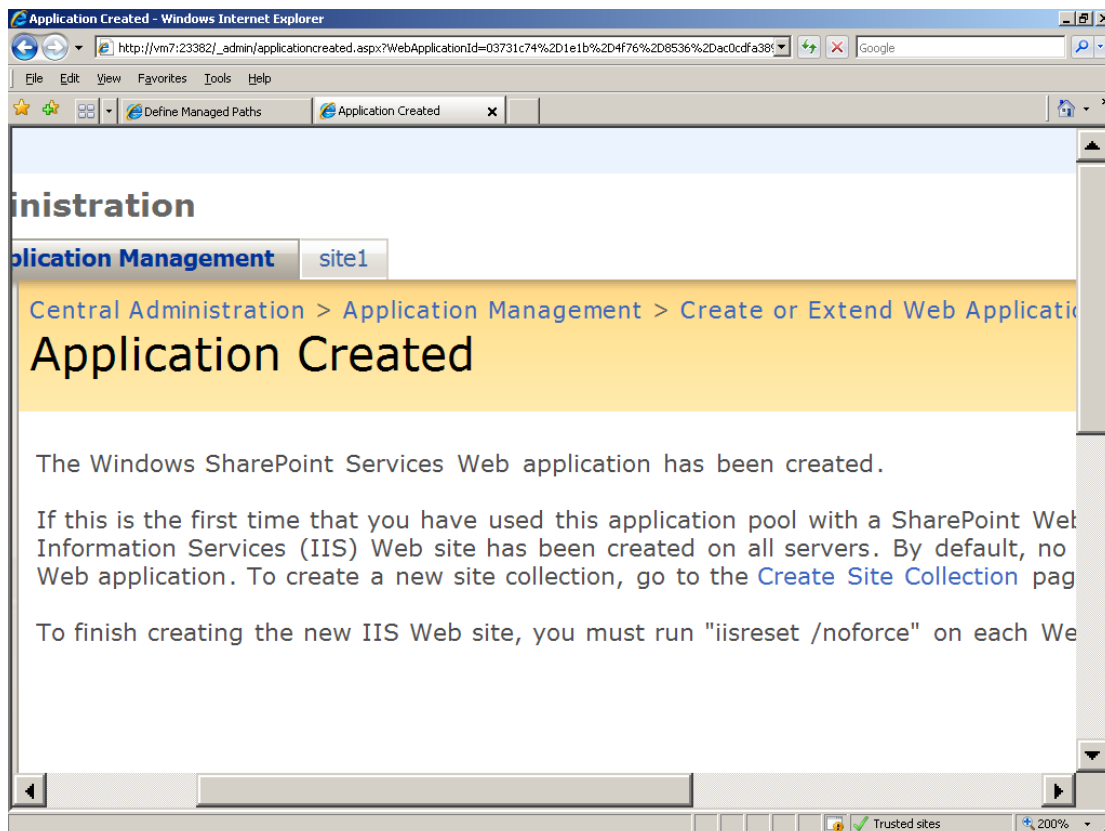 Application Created - Windows Internet Explorer
http://vm7:23382/_admin/applicationcreated.aspx?WebApplicationId=03731c74%2D1e1b%2D4f76%2D8536%2Dac0cdfa389
Google
File Edit View Favorites Tools Help
Define Managed Paths Application Created
inistration
plication Management site1
Central Administration > Application Management > Create or Extend Web Applicatio
Application Created
The Windows SharePoint Services Web application has been created.
If this is the first time that you have used this application pool with a SharePoint Web
Information Services (IIS) Web site has been created on all servers. By default, no
Web application. To create a new site collection, go to the Create Site Collection pag
To finish creating the new IIS Web site, you must run "iisreset /noforce" on each We
Trusted sites 200%